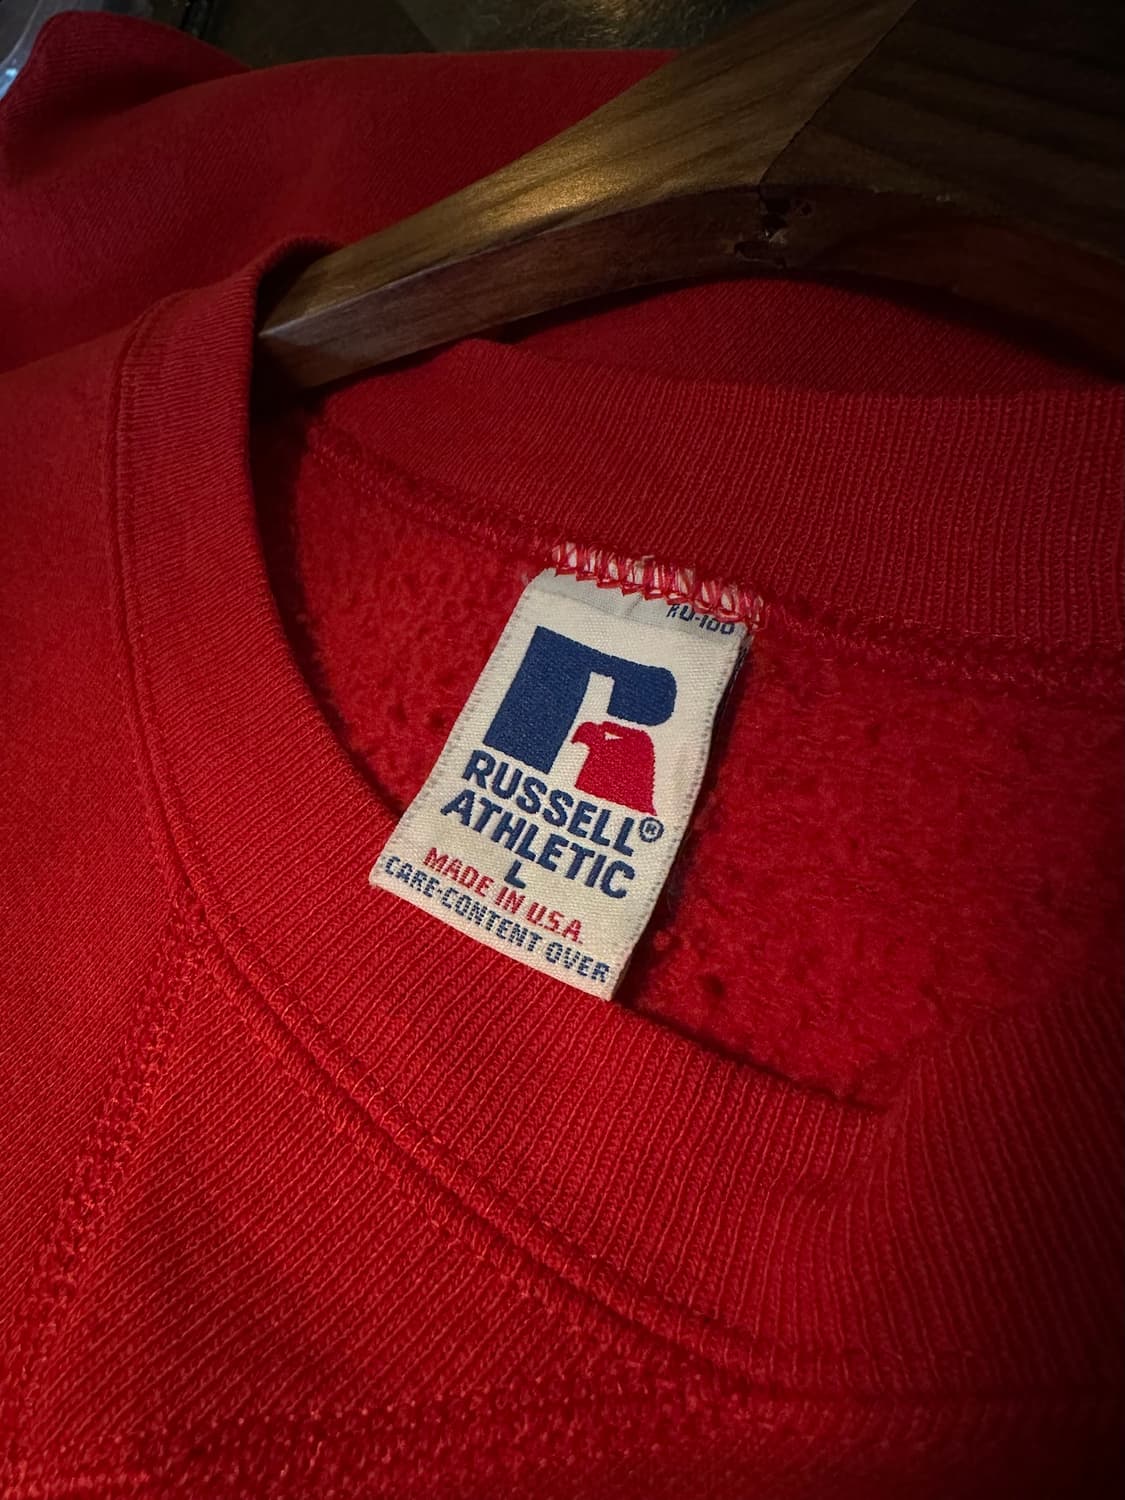 RUSSELL®
ATHLETIC
L
MADE IN U.S.A.
CARE-CONTENT OVER